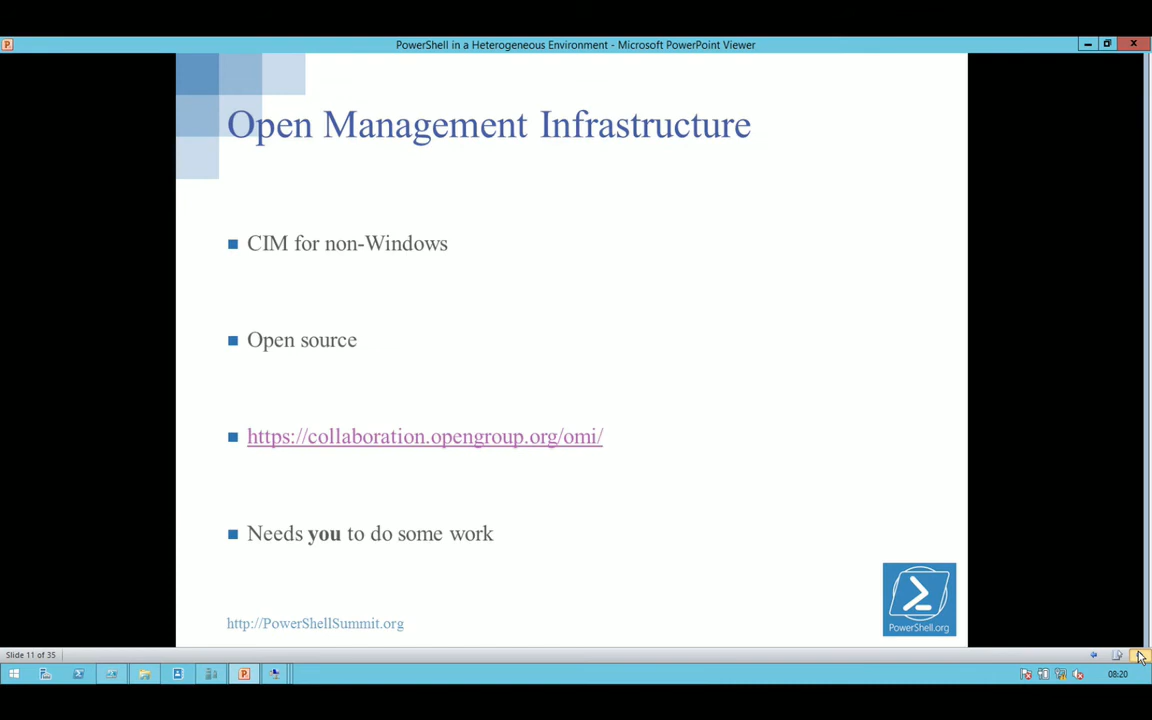 PowerShell in a Heterogeneous Environment - Microsoft PowerPoint Viewer
Open Management Infrastructure
CIM for non-Windows
Open source
https://collaboration.opengroup.org/omi/
Needs you to do some work
PowerShell.org
http://PowerShellSummit.org
Slide 11 of 35
08:20